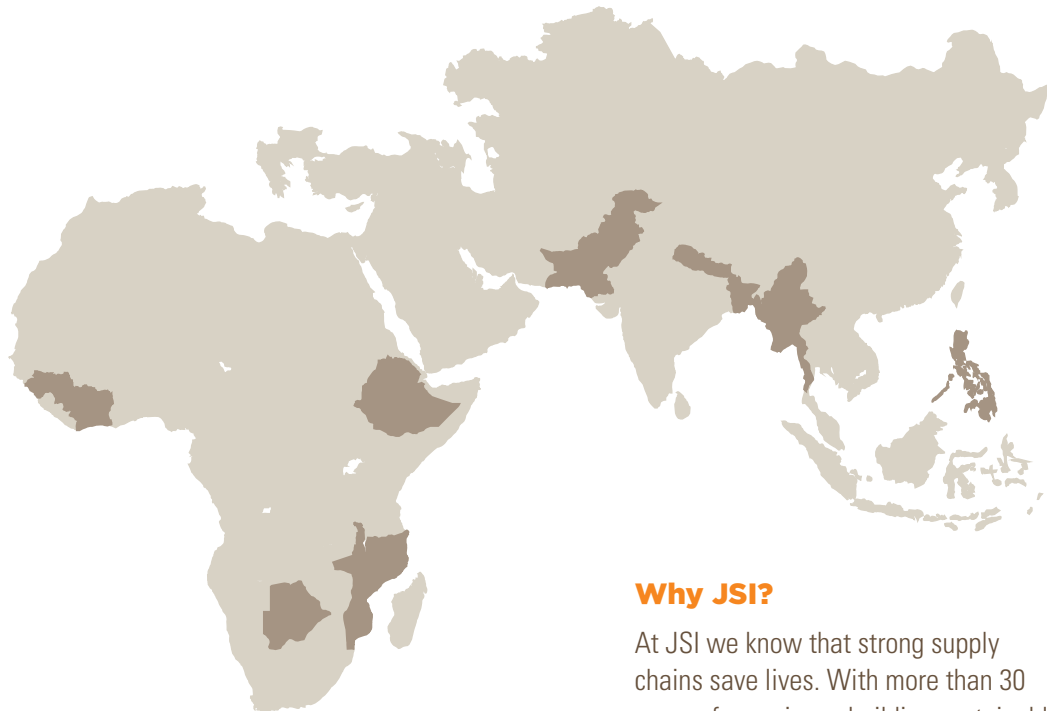 Why JSI?
At JSI we know that strong supply
chains save lives. With more than 30